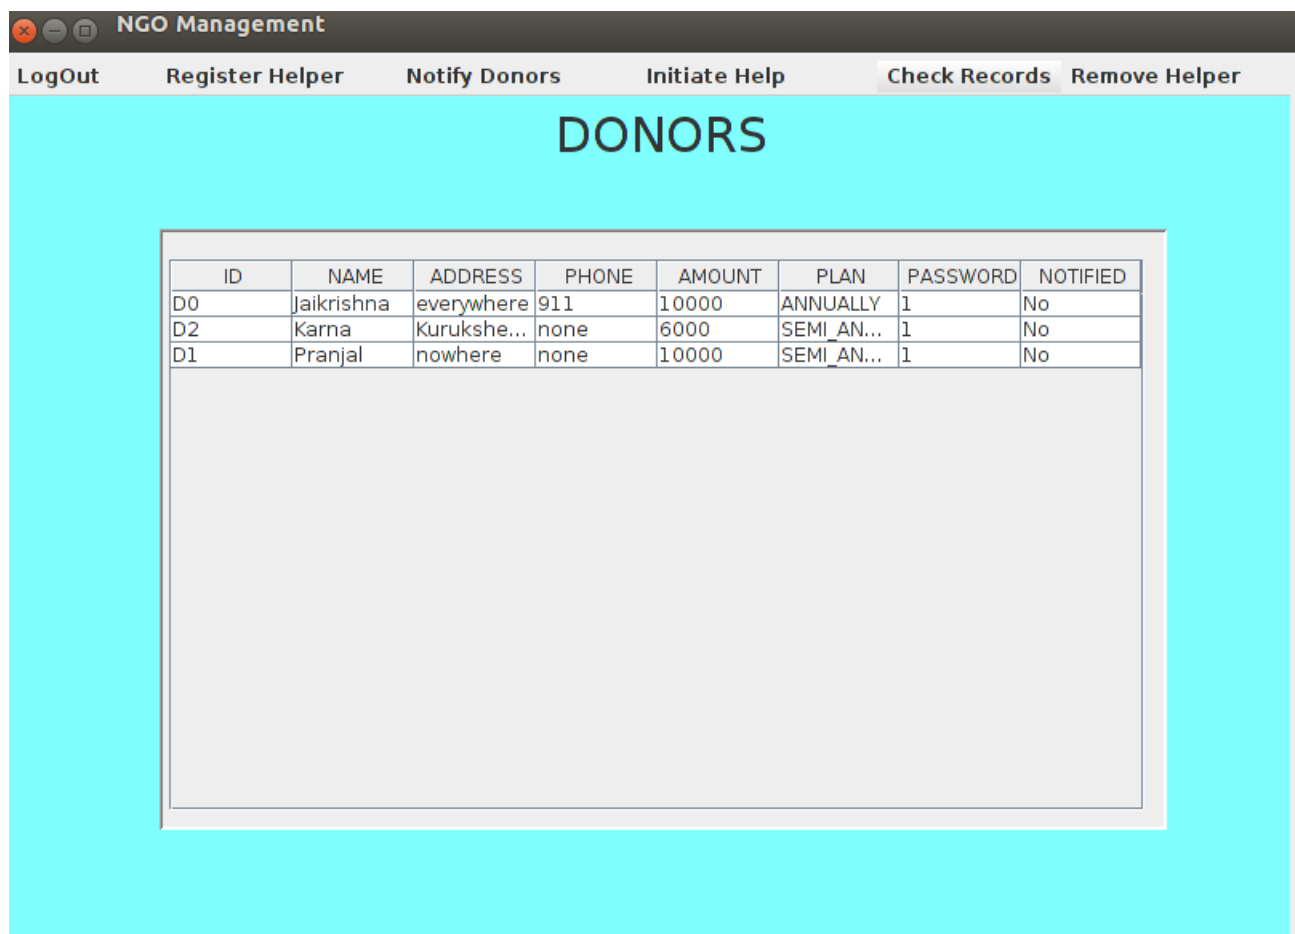 NGO Management
LogOut Register Helper Notify Donors Initiate Help Check Records Remove Helper
DONORS
ID NAME ADDRESS PHONE AMOUNT PLAN PASSWORD NOTIFIED
D0 Jaikrishna everywhere 911 10000 ANNUALLY 1 No
D2 Karna Kurukshe... none 6000 SEMI_AN... 1 No
D1 Pranjal nowhere none 10000 SEMI_AN... 1 No